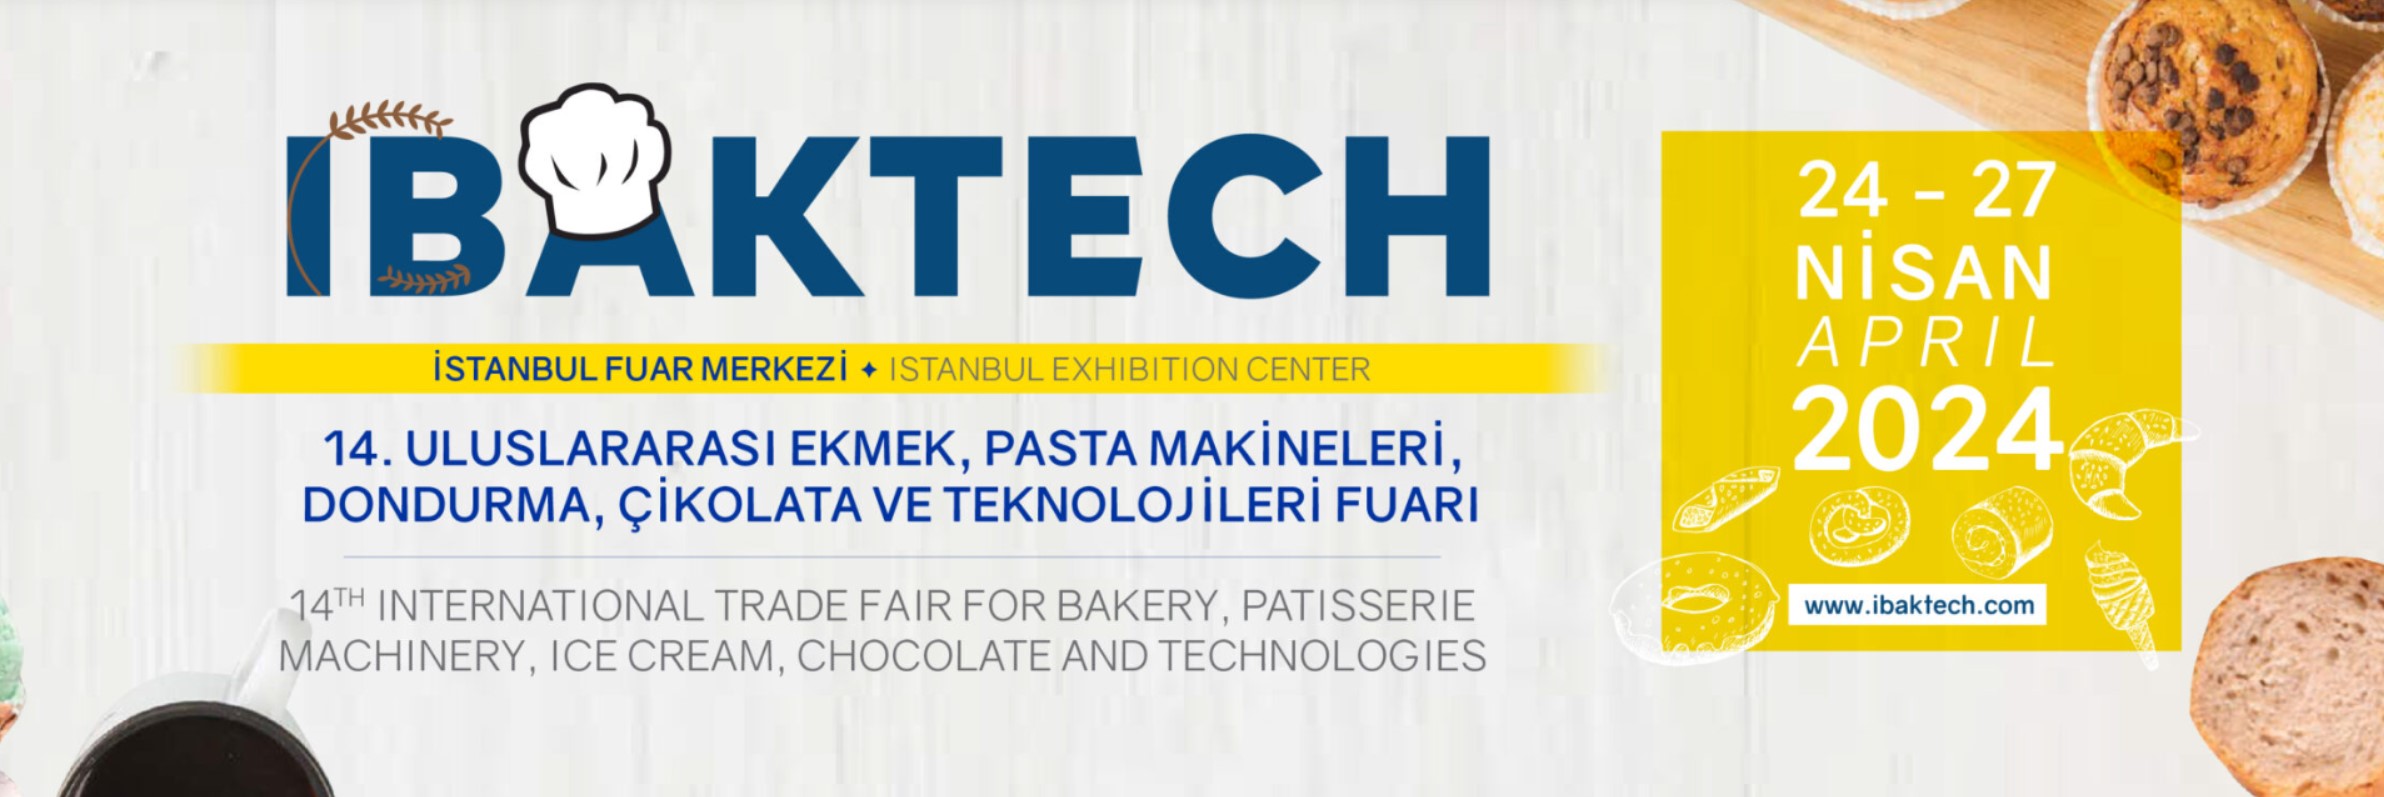 IBAKTECH
İSTANBUL FUAR MERKEZİ ✦ ISTANBUL EXHIBITION CENTER
14. ULUSLARARASI EKMEK, PASTA MAKİNELERİ,
DONDURMA, ÇİKOLATA VE TEKNOLOJİLERİ FUARI
14TH INTERNATIONAL TRADE FAIR FOR BAKERY, PATISSERIE
MACHINERY, ICE CREAM, CHOCOLATE AND TECHNOLOGIES
24 - 27
NİSAN
APRIL
2024
www.ibaktech.com